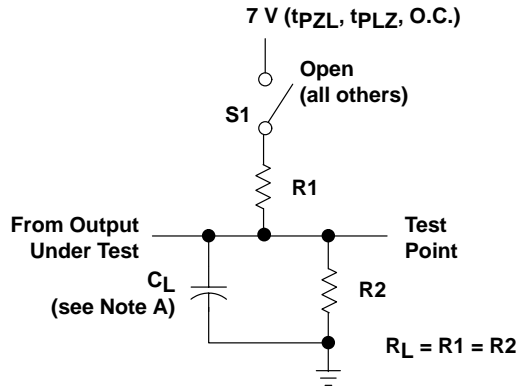 7 V (tPZL, tPLZ, O.C.)
Open
(all others)
S1
R1
From Output
Under Test
Test
Point
CL
(see Note A)
R2
RL = R1 = R2